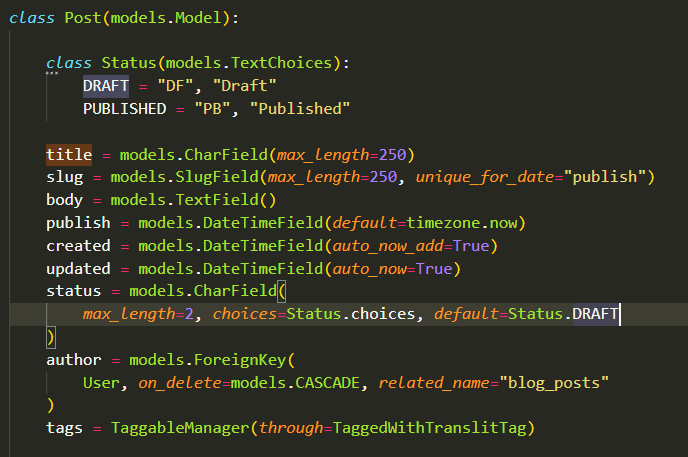 class Post(models.Model):
class Status(models.TextChoices):
DRAFT = "DF", "Draft"
PUBLISHED = "PB", "Published"
title = models.CharField(max_length=250)
slug = models.SlugField(max_length=250, unique_for_date="publish")
body = models.TextField()
publish = models.DateTimeField(default=timezone.now)
created = models.DateTimeField(auto_now_add=True)
updated = models.DateTimeField(auto_now=True)
status = models.CharField(
max_length=2, choices=Status.choices, default=Status.DRAFT
)
author = models.ForeignKey(
User, on_delete=models.CASCADE, related_name="blog_posts"
)
tags = TaggableManager(through=TaggedWithTranslitTag)